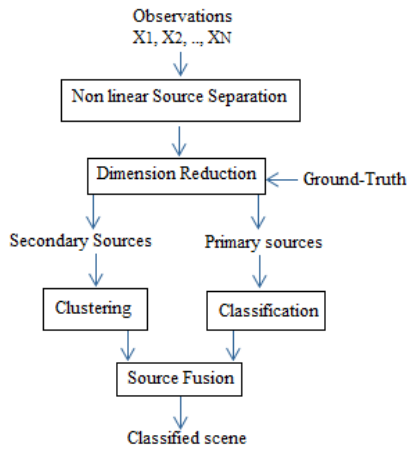 Observations
X1, X2, .., XN
Non linear Source Separation
Dimension Reduction
Ground-Truth
Secondary Sources
Primary sources
Clustering
Classification
Source Fusion
Classified scene